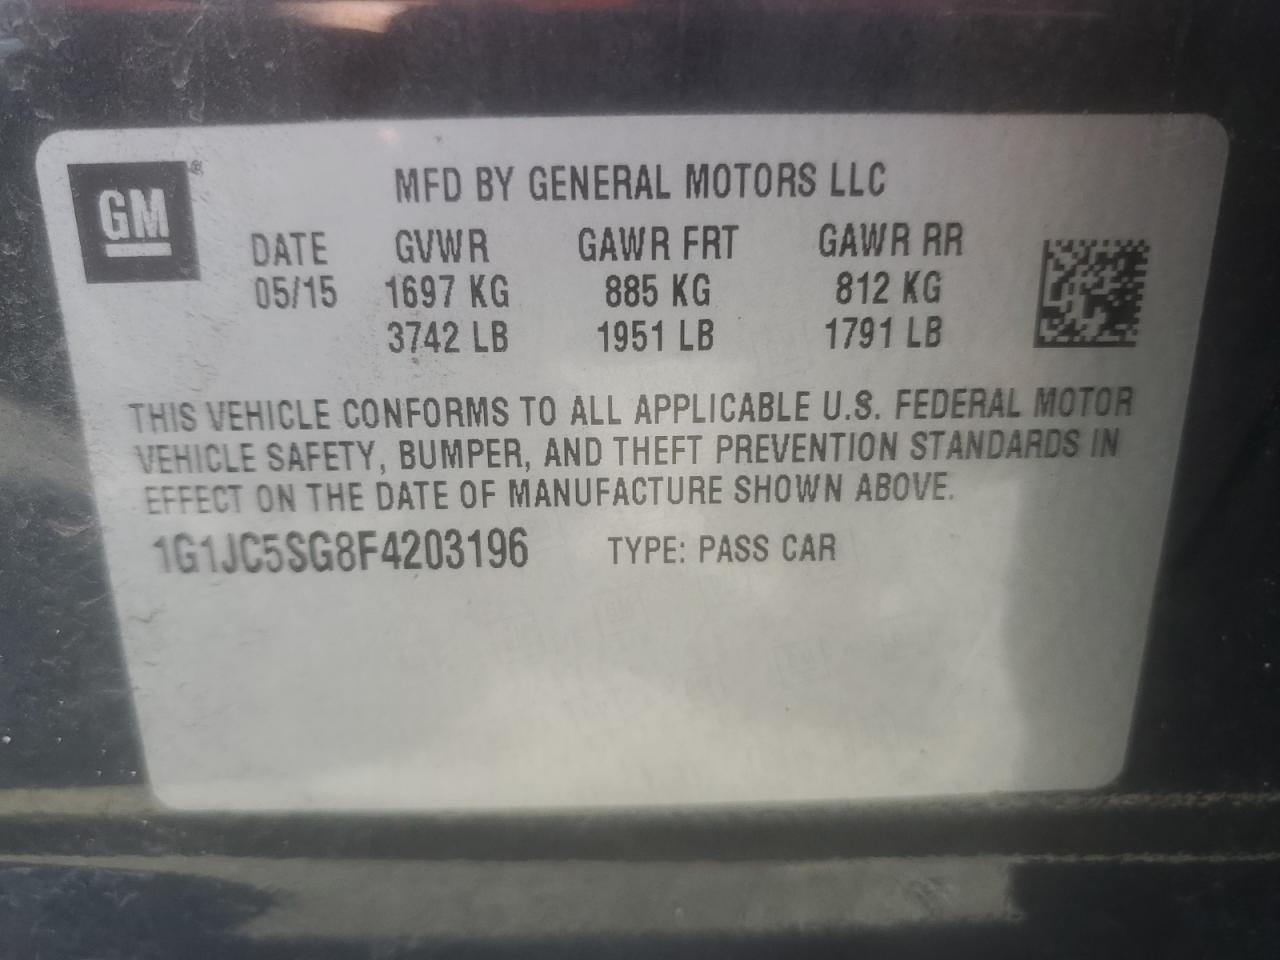 GM®
MFD BY GENERAL MOTORS LLC
DATE GVWR GAWR FRT GAWR RR
05/15 1697 KG 885 KG 812 KG
3742 LB 1951 LB 1791 LB
THIS VEHICLE CONFORMS TO ALL APPLICABLE U.S. FEDERAL MOTOR
VEHICLE SAFETY, BUMPER, AND THEFT PREVENTION STANDARDS IN
EFFECT ON THE DATE OF MANUFACTURE SHOWN ABOVE.
1G1JC5SG8F4203196 TYPE: PASS CAR